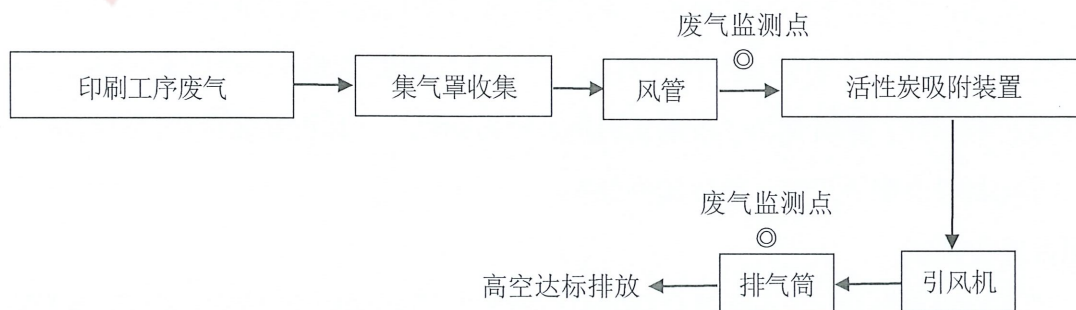 废气监测点
◎
印刷工序废气
集气罩收集
风管
活性炭吸附装置
废气监测点
◎
高空达标排放
排气筒
引风机